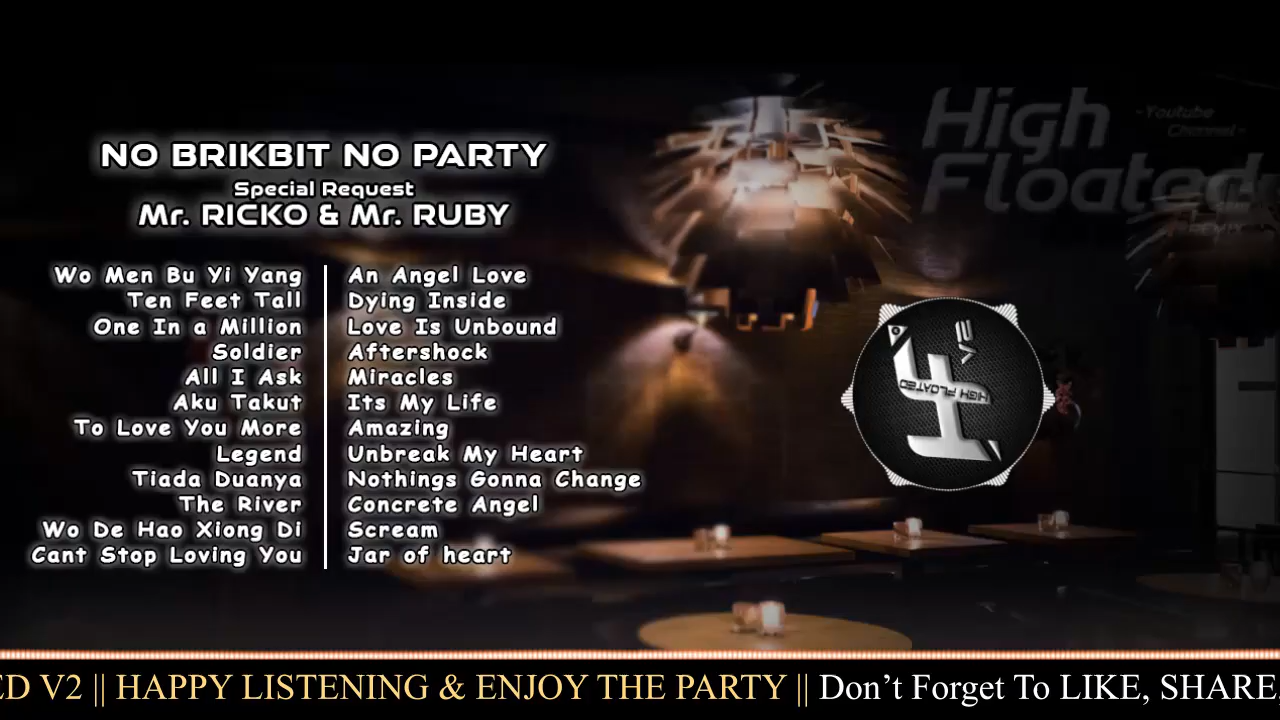 NO BRIKBIT NO PARTY
Special Request
Mr. RICKO & Mr. RUBY
Wo Men Bu Yi Yang
Ten Feet Tall
One In a Million
Soldier
All I Ask
Aku Takut
To Love You More
Legend
Tiada Duanya
The River
Wo De Hao Xiong Di
Cant Stop Loving You
An Angel Love
Dying Inside
Love Is Unbound
Aftershock
Miracles
Its My Life
Amazing
Unbreak My Heart
Nothings Gonna Change
Concrete Angel
Scream
Jar of heart
High
Floated
-Youtube
Channel-
V2
HIGH FLOATED
ED V2 || HAPPY LISTENING & ENJOY THE PARTY || Don't Forget To LIKE, SHARE,